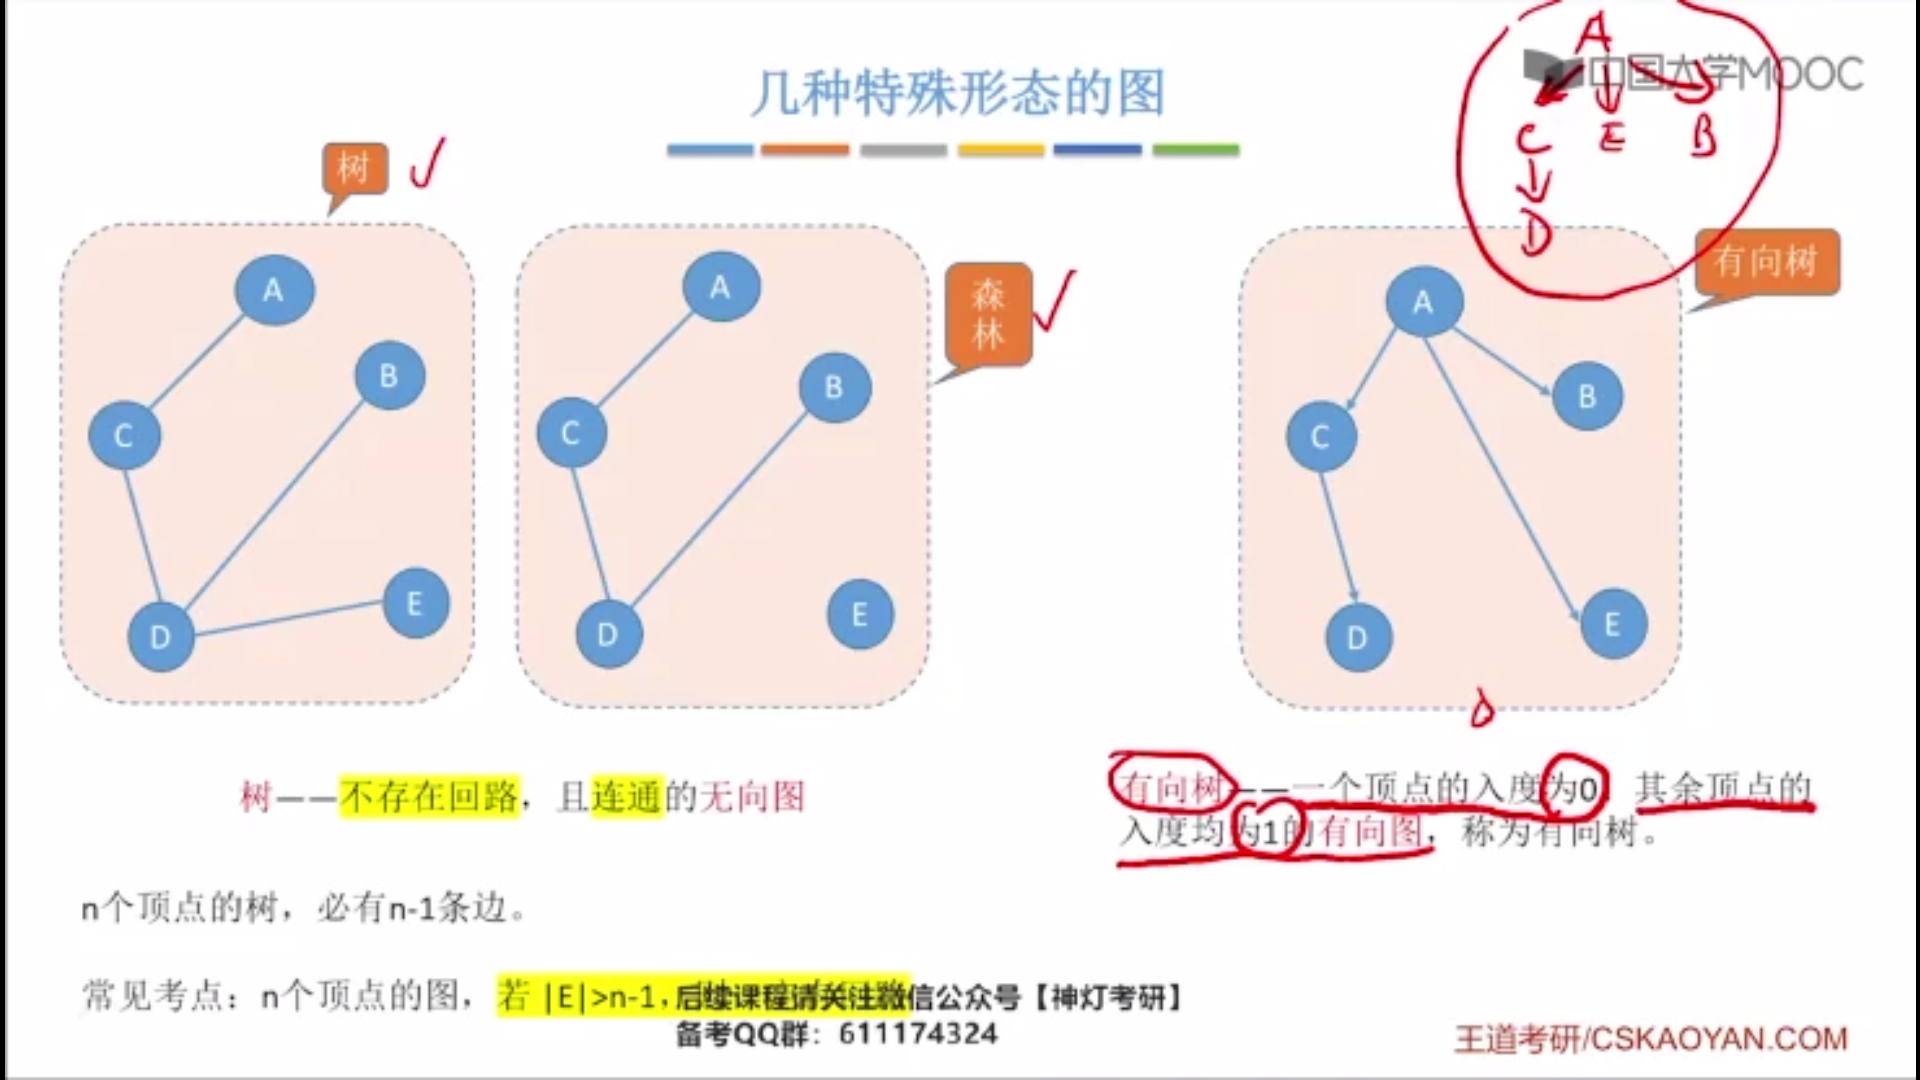 几种特殊形态的图
中国大学MOOC
A
C E B
D
树
森
林
有向树
A
B
C
D
E
A
B
C
D
E
A
B
C
D
E
树——不存在回路，且连通的无向图
有向树——一个顶点的入度为0、其余顶点的
入度均为1的有向图，称为有向树。
n个顶点的树，必有n-1条边。
常见考点：n个顶点的图，若 |E|>n-1，
后续课程请关注微信公众号【神灯考研】
备考QQ群：611174324
王道考研/CSKAOYAN.COM